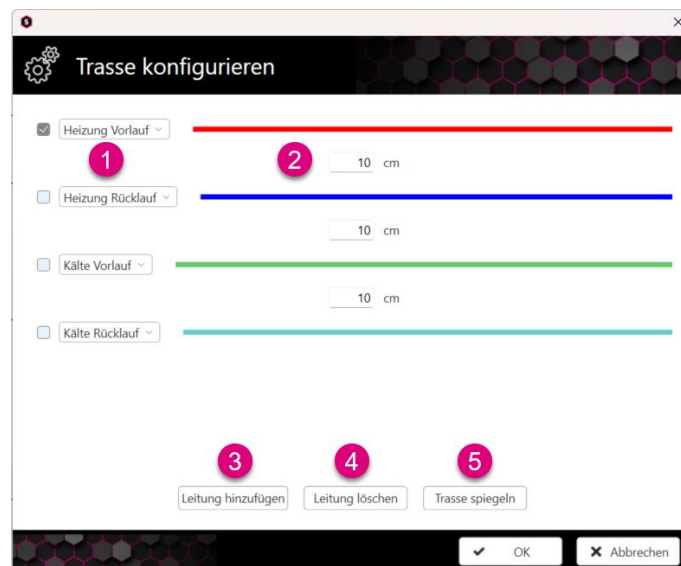 S
Trasse konfigurieren
Heizung Vorlauf
1
2
10 cm
Heizung Rücklauf
10 cm
Kälte Vorlauf
10 cm
Kälte Rücklauf
3
4
5
Leitung hinzufügen
Leitung löschen
Trasse spiegeln
OK
Abbrechen